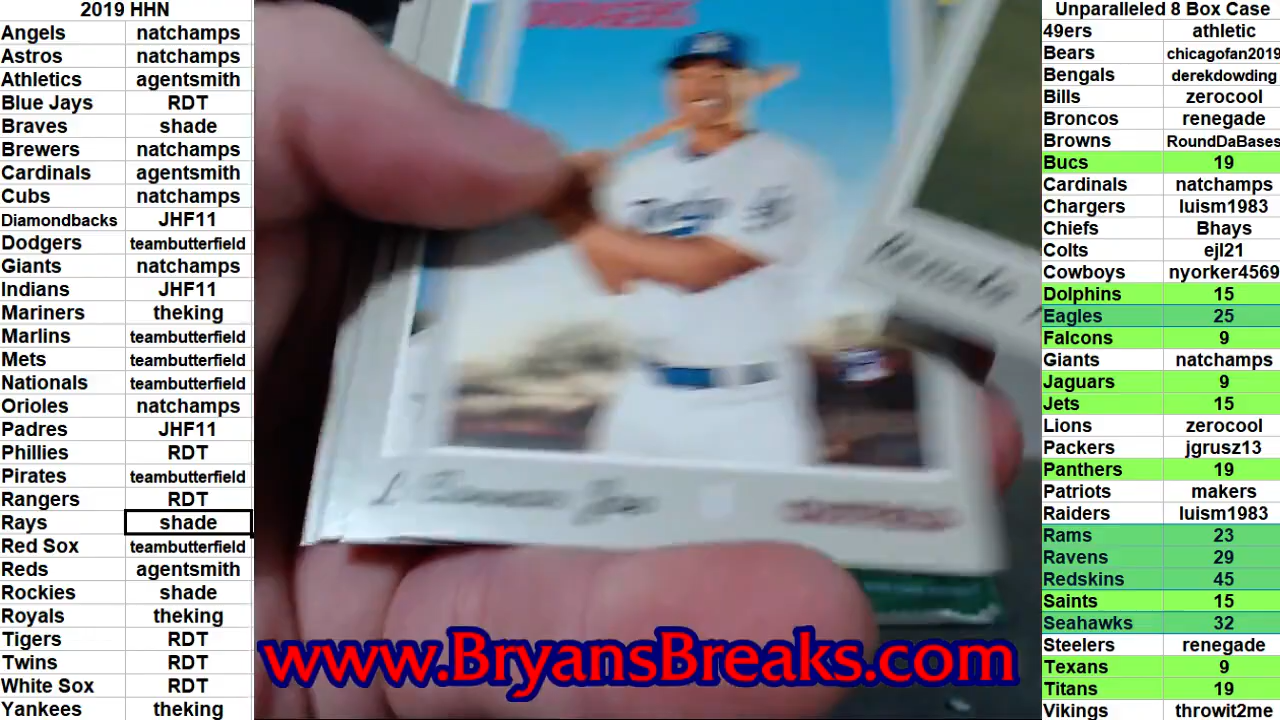 2019 HHN
Angels natchamps
Astros natchamps
Athletics agentsmith
Blue Jays RDT
Braves shade
Brewers natchamps
Cardinals agentsmith
Cubs natchamps
Diamondbacks JHF11
Dodgers teambutterfield
Giants natchamps
Indians JHF11
Mariners theking
Marlins teambutterfield
Mets teambutterfield
Nationals teambutterfield
Orioles natchamps
Padres JHF11
Phillies RDT
Pirates teambutterfield
Rangers RDT
Rays shade
Red Sox teambutterfield
Reds agentsmith
Rockies shade
Royals theking
Tigers RDT
Twins RDT
White Sox RDT
Yankees theking
www.BryansBreaks.com
Unparalleled 8 Box Case
49ers athletic
Bears chicagofan2019
Bengals derekdowding
Bills zerocool
Broncos renegade
Browns RoundDaBases
Bucs 19
Cardinals natchamps
Chargers luism1983
Chiefs Bhays
Colts ejl21
Cowboys nyorker4569
Dolphins 15
Eagles 25
Falcons 9
Giants natchamps
Jaguars 9
Jets 15
Lions zerocool
Packers jgrusz13
Panthers 19
Patriots makers
Raiders luism1983
Rams 23
Ravens 29
Redskins 45
Saints 15
Seahawks 32
Steelers renegade
Texans 9
Titans 19
Vikings throwit2me